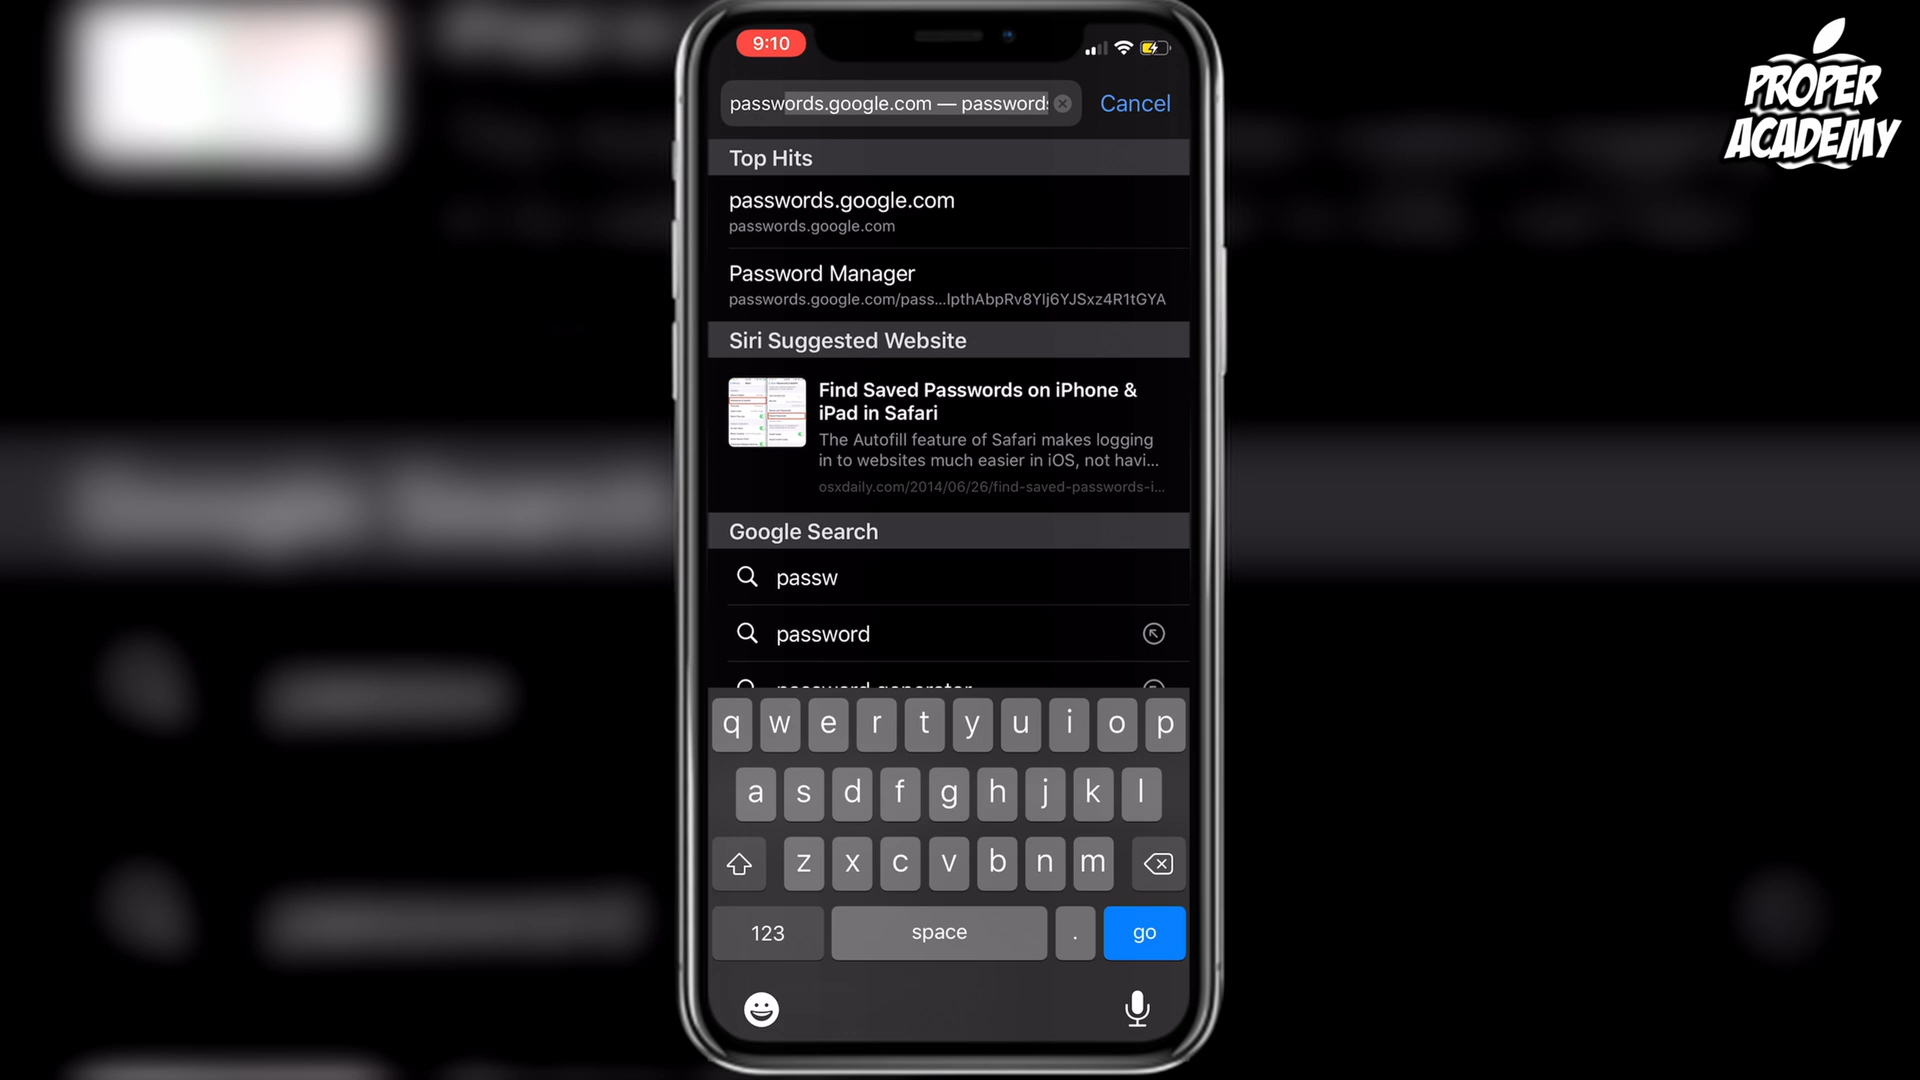 9:10
passwords.google.com — passwords
Cancel
Top Hits
passwords.google.com
passwords.google.com
Password Manager
passwords.google.com/pass...IpthAbpRv8YIj6YJSxz4R1tGYA
Siri Suggested Website
Find Saved Passwords on iPhone &
iPad in Safari
The Autofill feature of Safari makes logging
in to websites much easier in iOS, not havi...
osxdaily.com/2014/06/26/find-saved-passwords-i...
Google Search
passw
password
password generator
q w e r t y u i o p
a s d f g h j k l
z x c v b n m
123 space . go
PROPER
ACADEMY